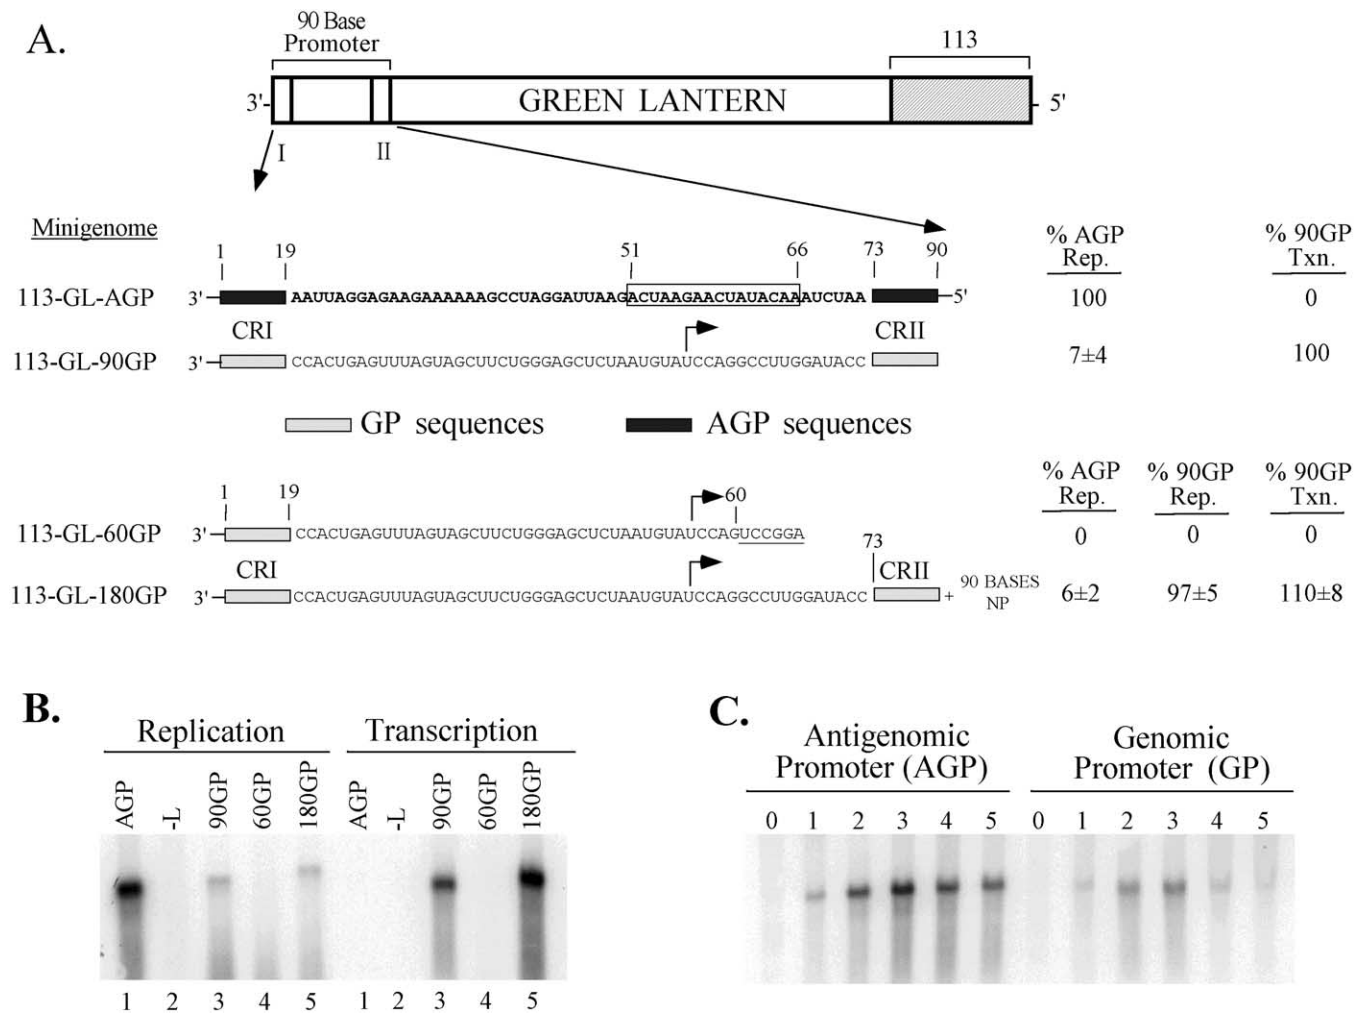 A.
90 Base
Promoter
113
3'- GREEN LANTERN - 5'
I II
Minigenome
% AGP
Rep.
% 90GP
Txn.
1 19 51 66 73 90
113-GL-AGP 3' AAUUAGGAGAAGAAAAAAGCCUAGGAUUAAGACUAAGAACUAUACAAAUCUAA 5' 100 0
CRI CRII
113-GL-90GP 3' CCACUGAGUUUAGUAGCUUCUGGGAGCUCUAAUGUAUCCAGGCCUUGGAUACC 7±4 100
GP sequences AGP sequences
% AGP
Rep.
% 90GP
Rep.
% 90GP
Txn.
1 19 60
113-GL-60GP 3' CCACUGAGUUUAGUAGCUUCUGGGAGCUCUAAUGUAUCCAGUCCGGA 0 0 0
73
CRI CRII
113-GL-180GP 3' CCACUGAGUUUAGUAGCUUCUGGGAGCUCUAAUGUAUCCAGGCCUUGGAUACC + 90 BASES NP 6±2 97±5 110±8
B.
Replication Transcription
AGP -L 90GP 60GP 180GP AGP -L 90GP 60GP 180GP
1 2 3 4 5 1 2 3 4 5
C.
Antigenomic
Promoter (AGP)
Genomic
Promoter (GP)
0 1 2 3 4 5 0 1 2 3 4 5